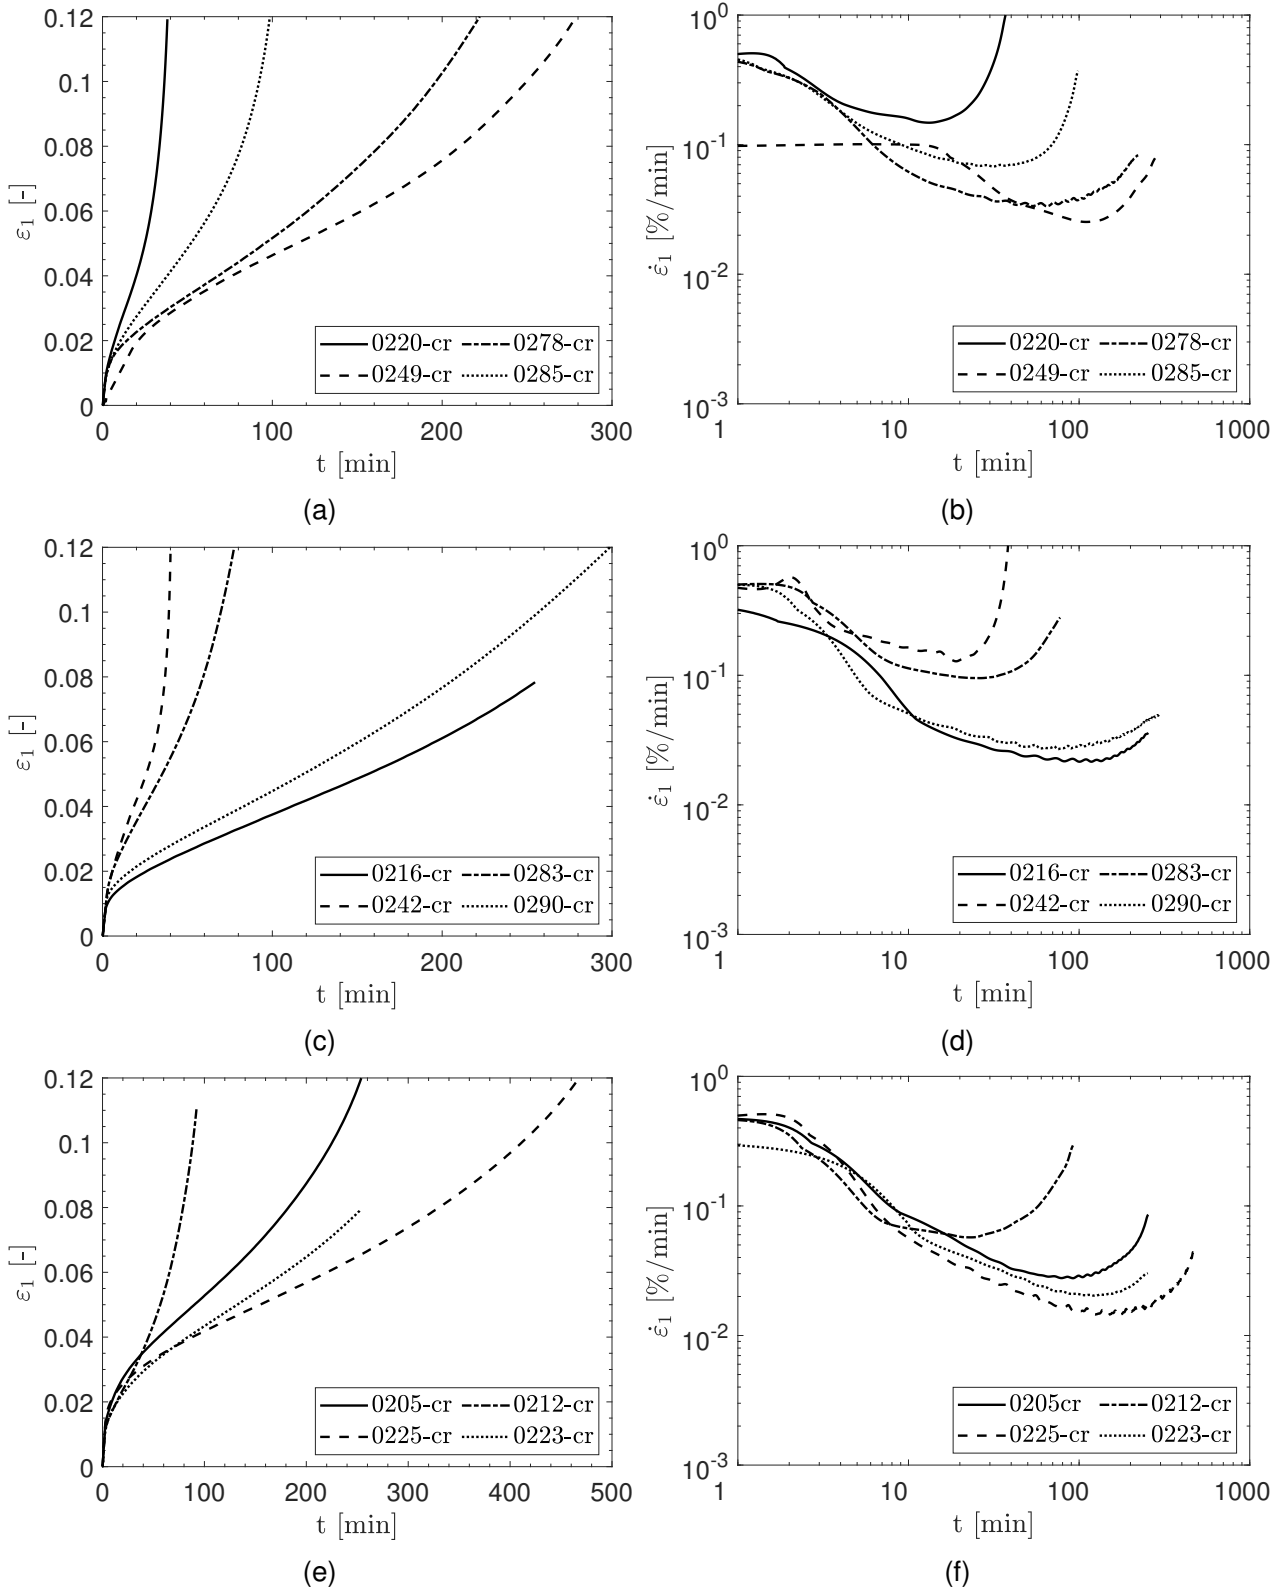 0.12
0.1
0.08
0.06
0.04
0.02
0
ε₁ [-]
0 100 200 300
t [min]
0220-cr 0278-cr
0249-cr 0285-cr
(a)
10⁰
10⁻¹
10⁻²
10⁻³
ε̇₁ [%/min]
1 10 100 1000
t [min]
0220-cr 0278-cr
0249-cr 0285-cr
(b)
0.12
0.1
0.08
0.06
0.04
0.02
0
ε₁ [-]
0 100 200 300
t [min]
0216-cr 0283-cr
0242-cr 0290-cr
(c)
10⁰
10⁻¹
10⁻²
10⁻³
ε̇₁ [%/min]
1 10 100 1000
t [min]
0216-cr 0283-cr
0242-cr 0290-cr
(d)
0.12
0.1
0.08
0.06
0.04
0.02
0
ε₁ [-]
0 100 200 300 400 500
t [min]
0205-cr 0212-cr
0225-cr 0223-cr
(e)
10⁰
10⁻¹
10⁻²
10⁻³
ε̇₁ [%/min]
1 10 100 1000
t [min]
0205cr 0212-cr
0225-cr 0223-cr
(f)